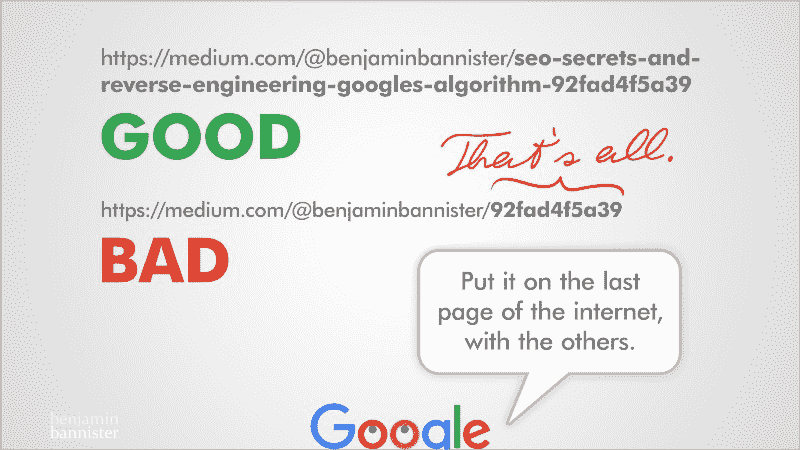 https://medium.com/@benjaminbannister/seo-secrets-and-
reverse-engineering-googles-algorithm-92fad4f5a39
GOOD
That's all.
https://medium.com/@benjaminbannister/92fad4f5a39
BAD
Put it on the last
page of the internet,
with the others.
Google
benjamin
bannister